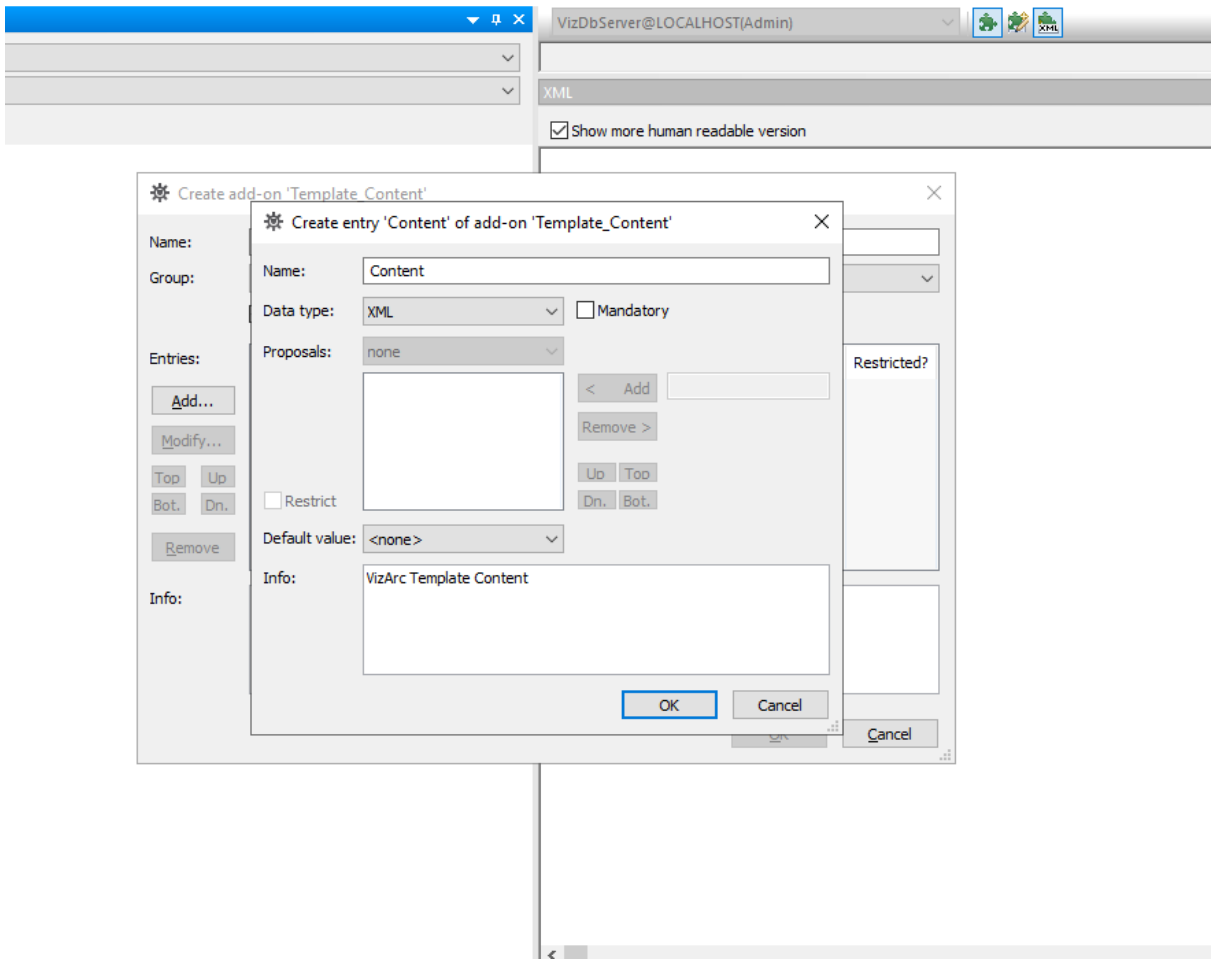 VizDbServer@LOCALHOST(Admin)
XML
XML
Show more human readable version
Create add-on 'Template_Content'
Create entry 'Content' of add-on 'Template_Content'
Name:
Name: Content
Group:
Data type: XML Mandatory
Proposals: none
Entries:
Restricted?
Add...
< Add
Modify...
Remove >
Top Up
Up Top
Bot. Dn.
Restrict
Dn. Bot.
Default value: <none>
Remove
Info: VizArc Template Content
Info:
OK Cancel
OK Cancel